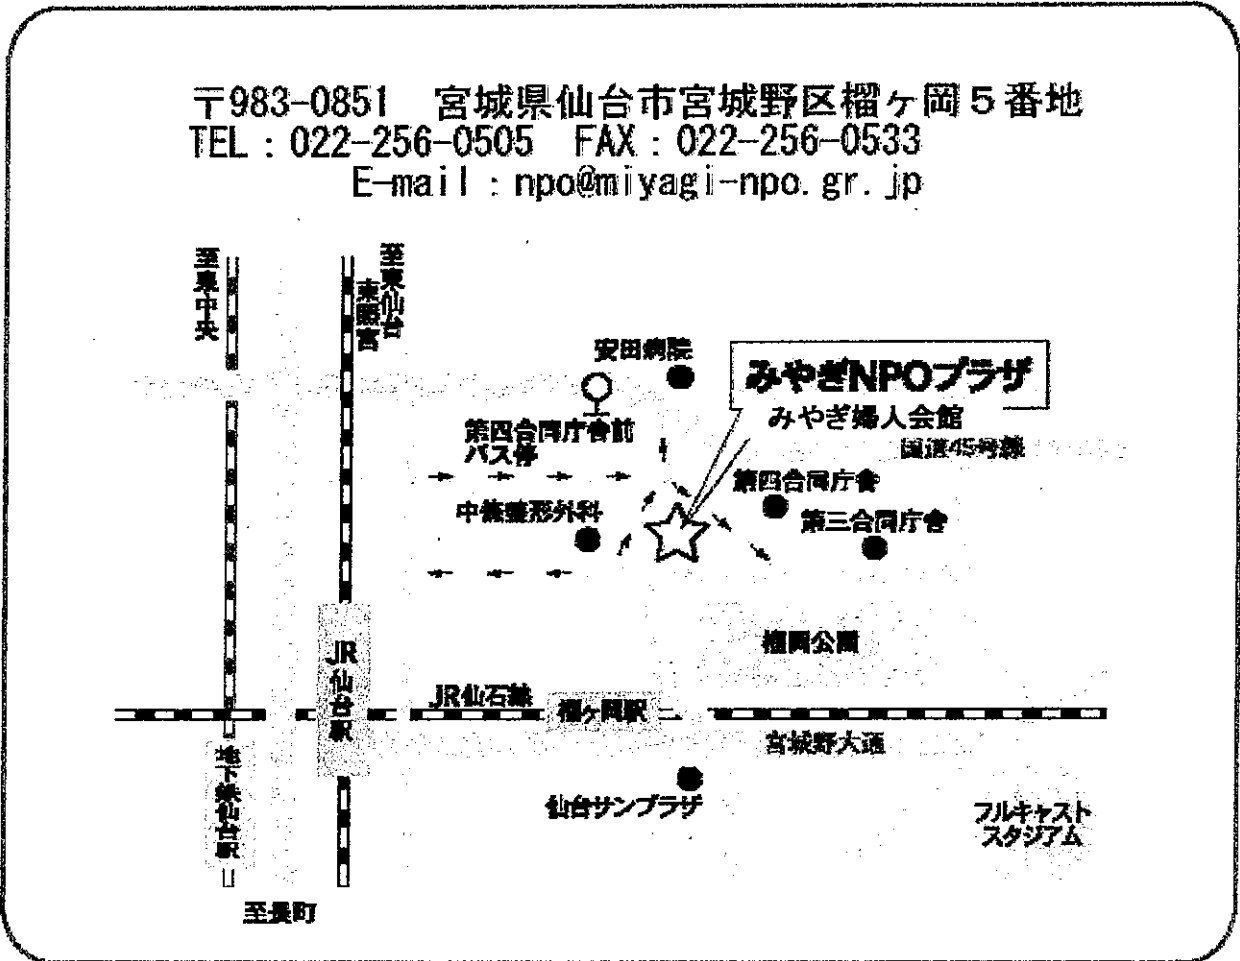 〒983-0851　宮城県仙台市宮城野区榴ヶ岡５番地
TEL：022-256-0505　FAX：022-256-0533
E-mail：npo@miyagi-npo.gr.jp
至泉中央
至東仙台
東照宮
安田病院
みやぎNPOプラザ
みやぎ婦人会館
国道45号線
第四合同庁舎前
バス停
第四合同庁舎
中條整形外科
第三合同庁舎
榴岡公園
JR仙台駅
JR仙石線
榴ヶ岡駅
宮城野大通
地下鉄仙台駅
仙台サンプラザ
フルキャスト
スタジアム
至長町